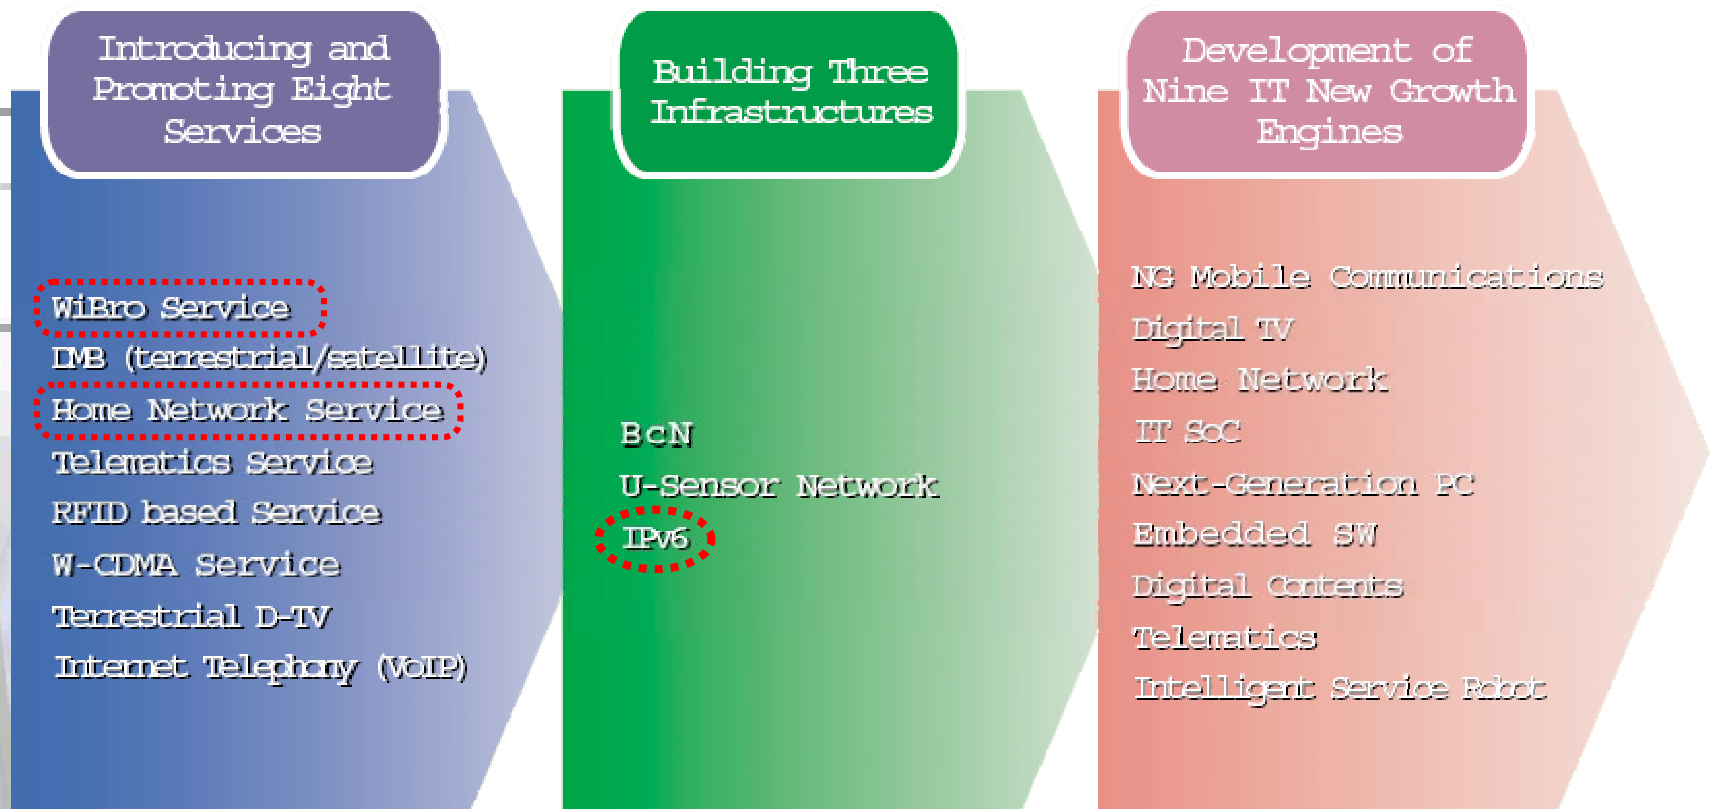 Introducing and
Promoting Eight
Services
WiBro Service
DMB (terrestrial/satellite)
Home Network Service
Telematics Service
RFID based Service
W-CDMA Service
Terrestrial D-TV
Internet Telephony (VoIP)
Building Three
Infrastructures
BcN
U-Sensor Network
IPv6
Development of
Nine IT New Growth
Engines
NG Mobile Communications
Digital TV
Home Network
IT SoC
Next-Generation PC
Embedded SW
Digital Contents
Telematics
Intelligent Service Robot